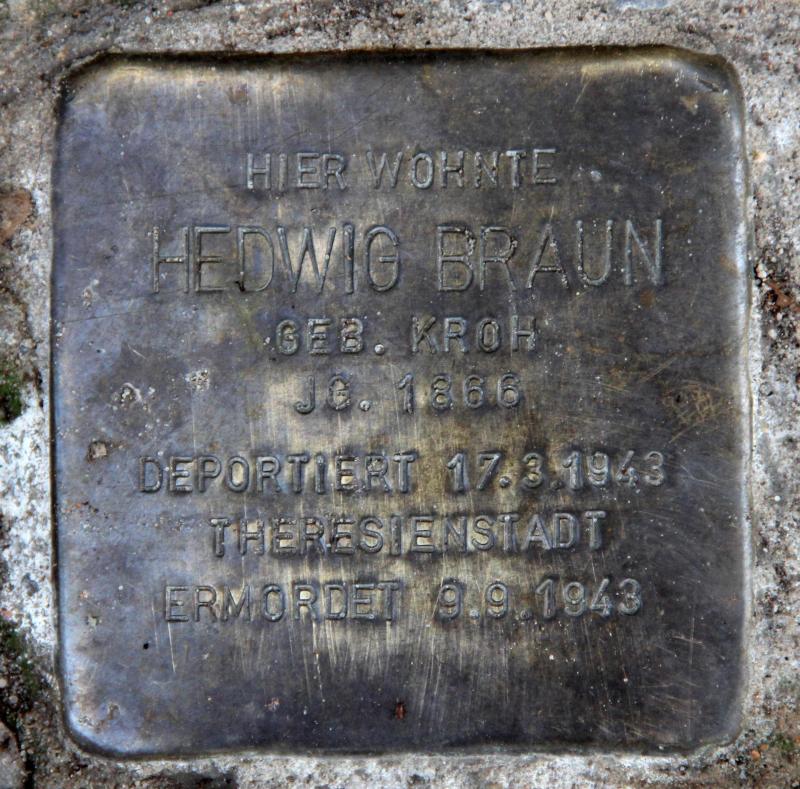 HIER WOHNTE
HEDWIG BRAUN
GEB. KROH
JG. 1866
DEPORTIERT 17.3.1943
THERESIENSTADT
ERMORDET 9.9.1943